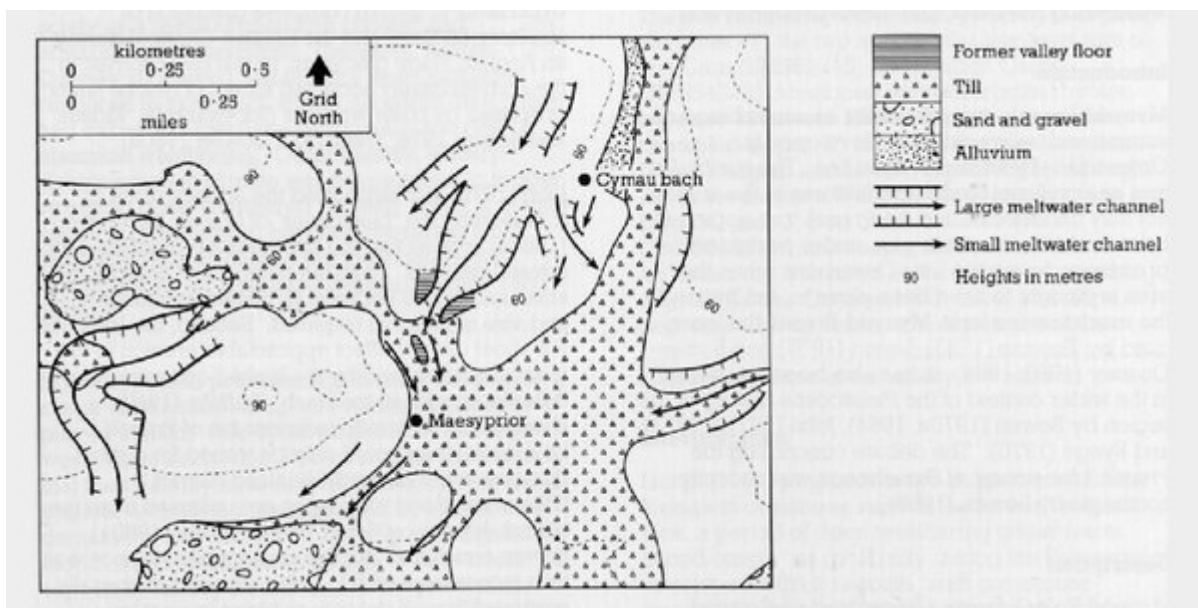 kilometres
0 0·25 0·5
0 0·25
miles
Grid
North
90
Cymau bach
60
60
60
90
Maesyprior
Former valley floor
Till
Sand and gravel
Alluvium
Large meltwater channel
Small meltwater channel
90 Heights in metres